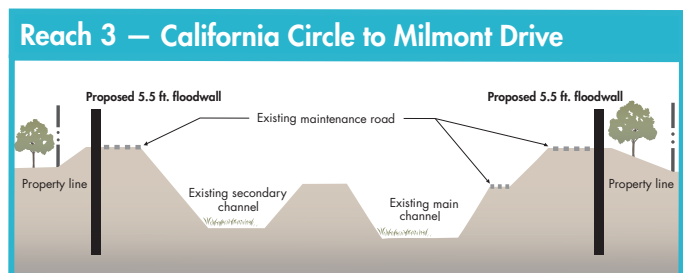 Reach 3 — California Circle to Milmont Drive
Proposed 5.5 ft. floodwall
Proposed 5.5 ft. floodwall
Existing maintenance road
Property line
Existing secondary
channel
Existing main
channel
Property line